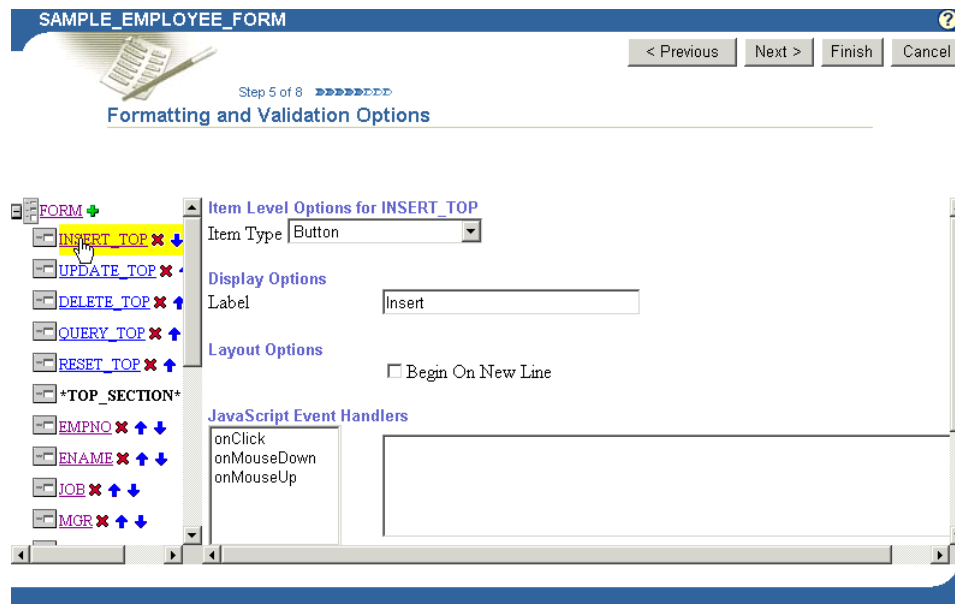 SAMPLE_EMPLOYEE_FORM
?
< Previous Next > Finish Cancel
Step 5 of 8
Formatting and Validation Options
FORM
INSERT_TOP
UPDATE_TOP
DELETE_TOP
QUERY_TOP
RESET_TOP
*TOP_SECTION*
EMPNO
ENAME
JOB
MGR
Item Level Options for INSERT_TOP
Item Type Button
Display Options
Label Insert
Layout Options
Begin On New Line
JavaScript Event Handlers
onClick
onMouseDown
onMouseUp